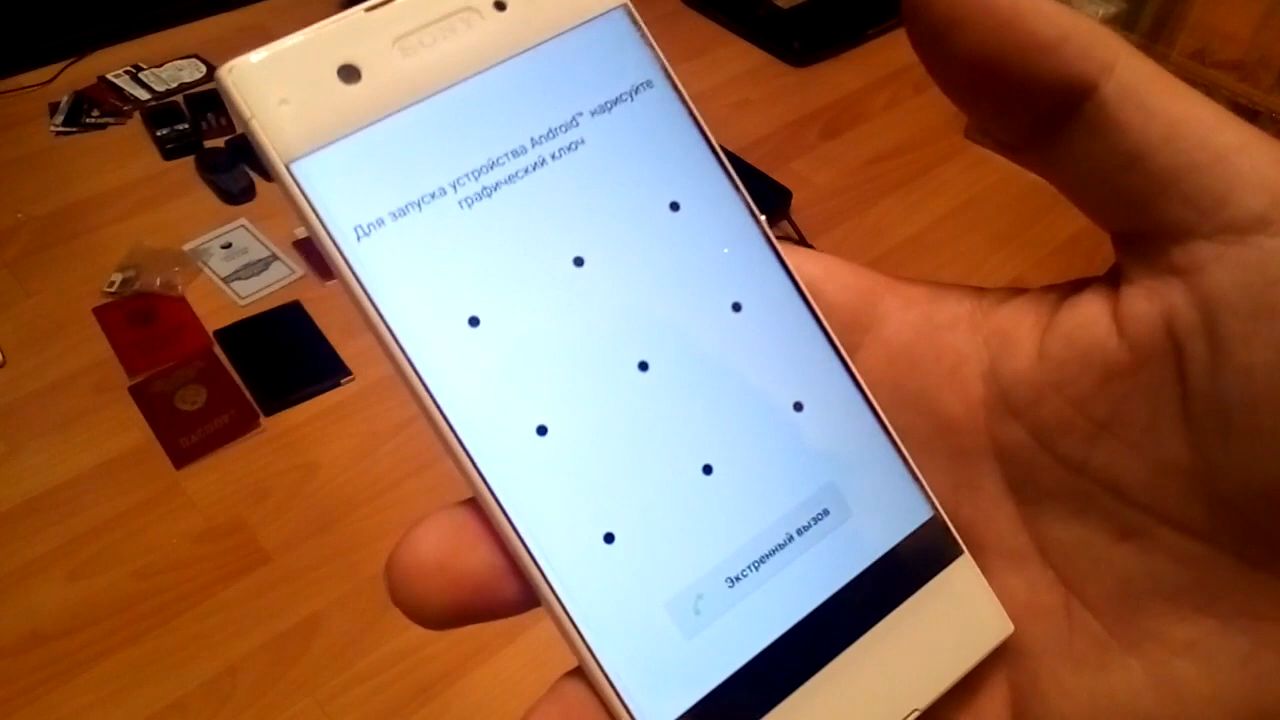 SONY
Для запуска устройства Android™ нарисуйте
графический ключ
Экстренный вызов
ПАСПОРТ